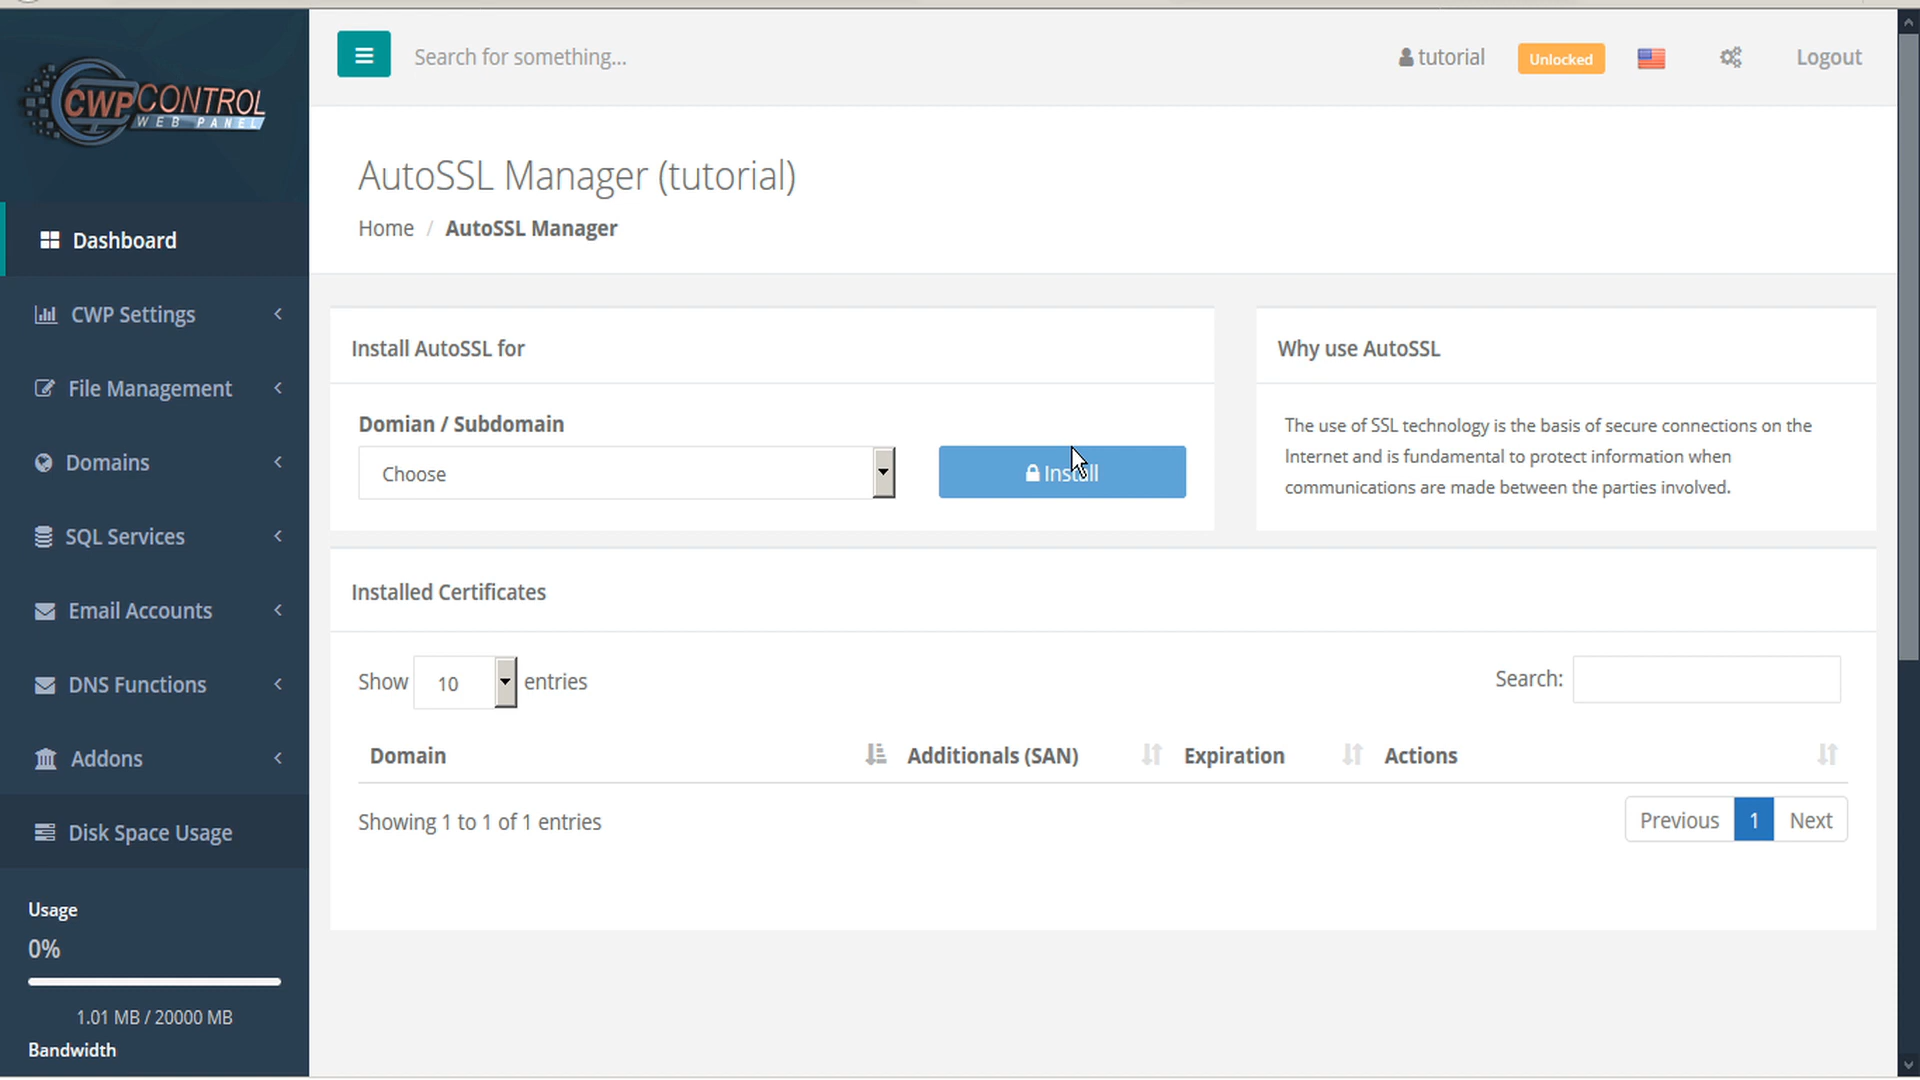 CWP CONTROL
WEB PANEL
Search for something...
tutorial
Unlocked
Logout
AutoSSL Manager (tutorial)
Home / AutoSSL Manager
Dashboard
CWP Settings
File Management
Domains
SQL Services
Email Accounts
DNS Functions
Addons
Disk Space Usage
Usage
0%
1.01 MB / 20000 MB
Bandwidth
Install AutoSSL for
Domian / Subdomain
Choose
Install
Why use AutoSSL
The use of SSL technology is the basis of secure connections on the
Internet and is fundamental to protect information when
communications are made between the parties involved.
Installed Certificates
Show 10 entries
Search:
Domain Additionals (SAN) Expiration Actions
Showing 1 to 1 of 1 entries
Previous 1 Next